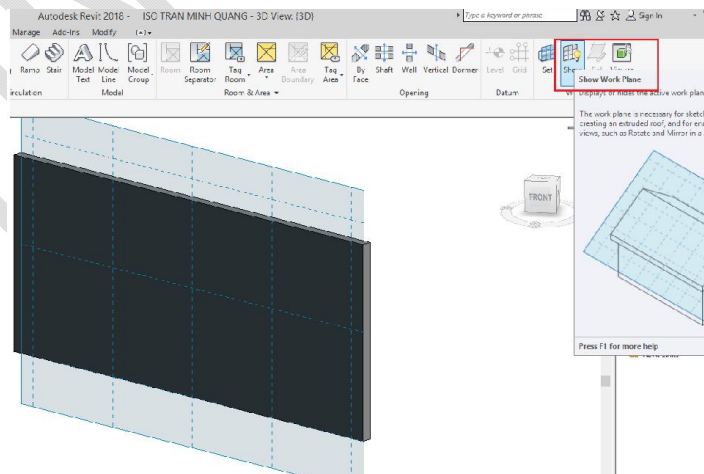 Autodesk Revit 2018 - ISO TRAN MINH QUANG - 3D View: {3D}
Type a keyword or phrase
Sign In
Manage Add-Ins Modify
Ramp Stair Model Text Model Line Model Group Room Room Separator Tag Room Area Area Boundary Tag Area By Face Shaft Wall Vertical Dormer Level Grid Set Show
Circulation Model Room & Area Opening Datum
Show Work Plane
Displays or hides the active work plane
The work plane is necessary for sketch
creating an extruded roof, and for ena
views, such as Rotate and Mirror in a
FRONT
Press F1 for more help